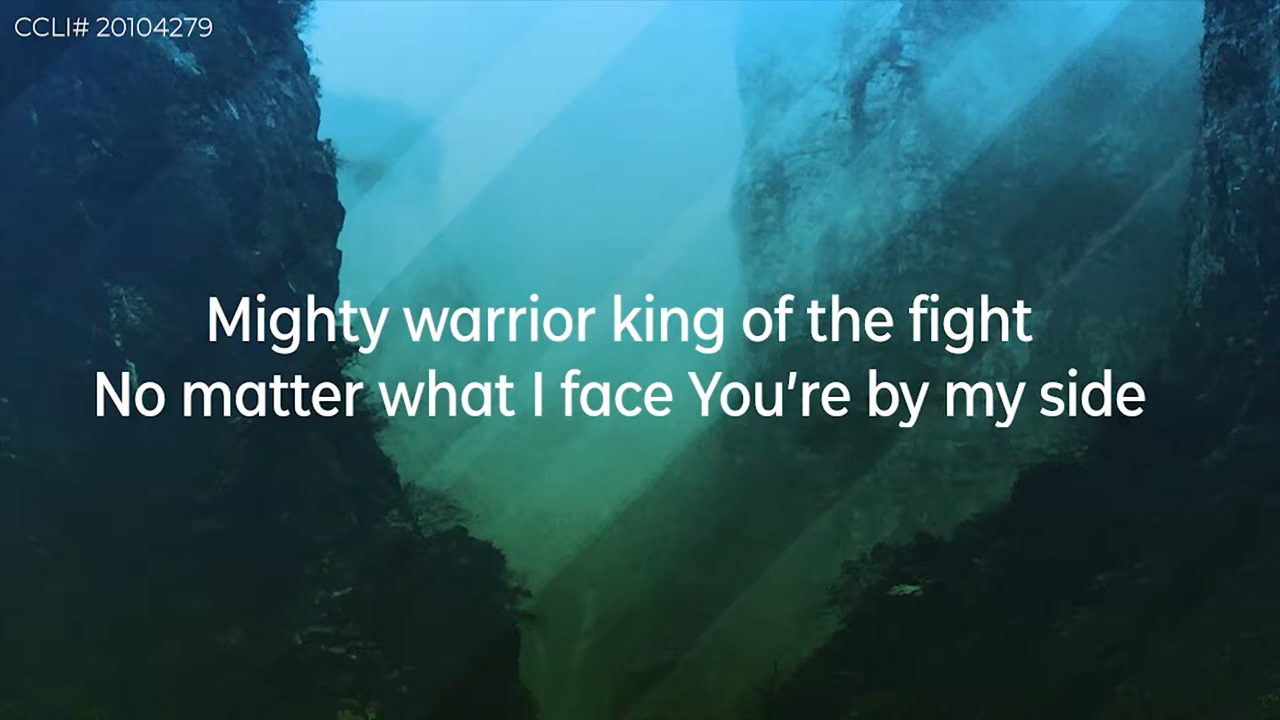 CCLI# 20104279
Mighty warrior king of the fight
No matter what I face You're by my side